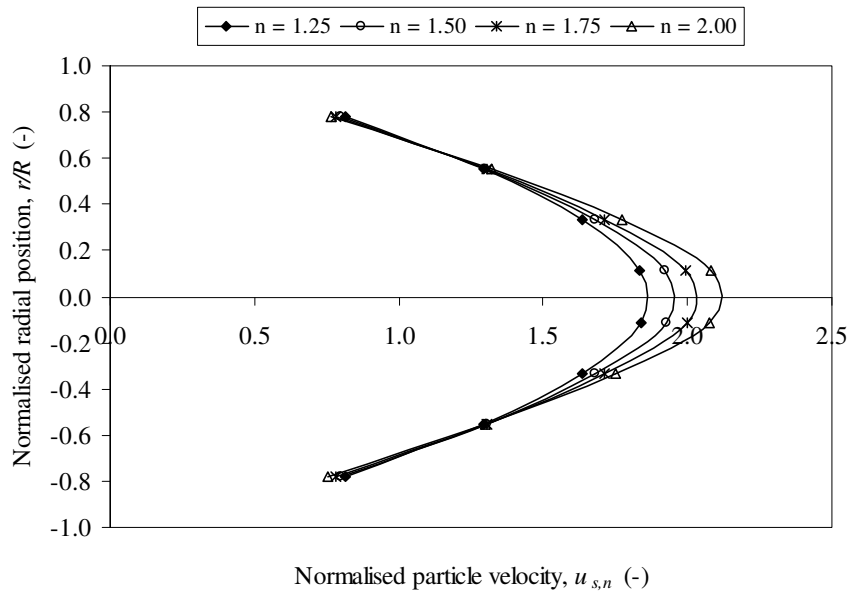 n = 1.25 n = 1.50 n = 1.75 n = 2.00
1.0
0.8
0.6
0.4
0.2
0.0
-0.2
-0.4
-0.6
-0.8
-1.0
0.0 0.5 1.0 1.5 2.0 2.5
Normalised radial position, r/R (-)
Normalised particle velocity, u s,n (-)